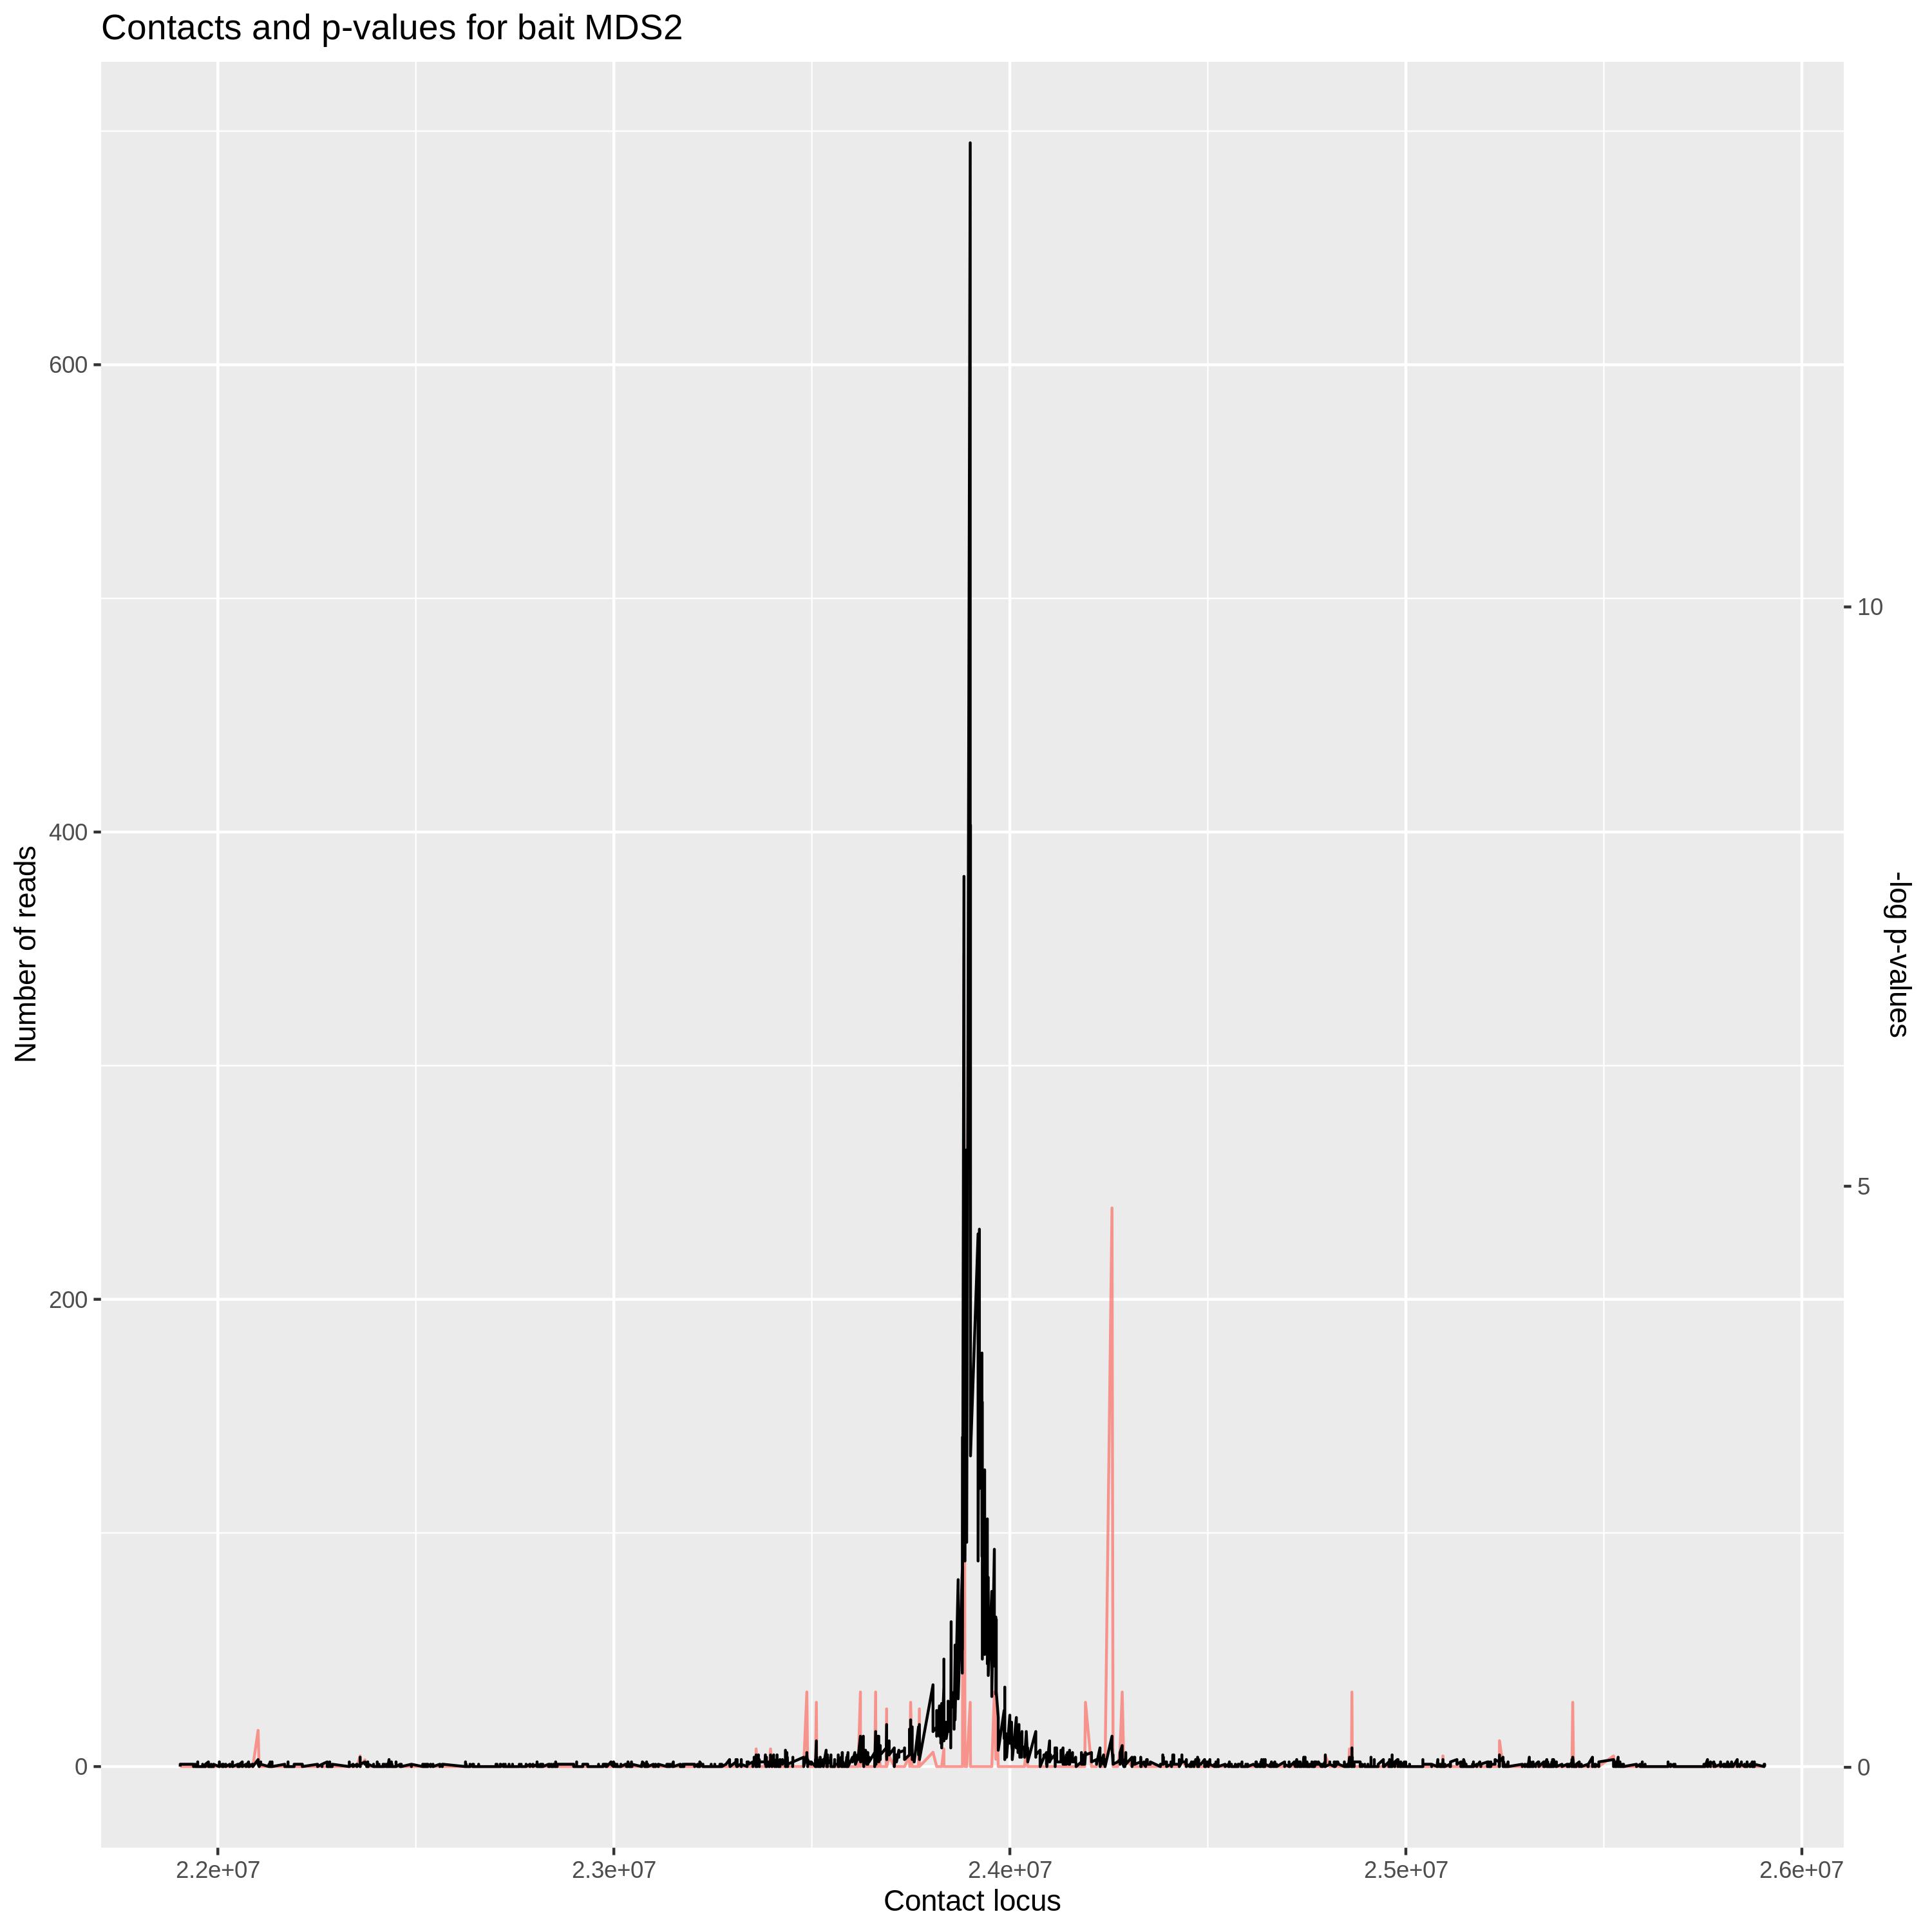 Contacts and p-values for bait MDS2
Number of reads
600
400
200
0
10
5
0
-log p-values
2.2e+07
2.3e+07
2.4e+07
2.5e+07
2.6e+07
Contact locus